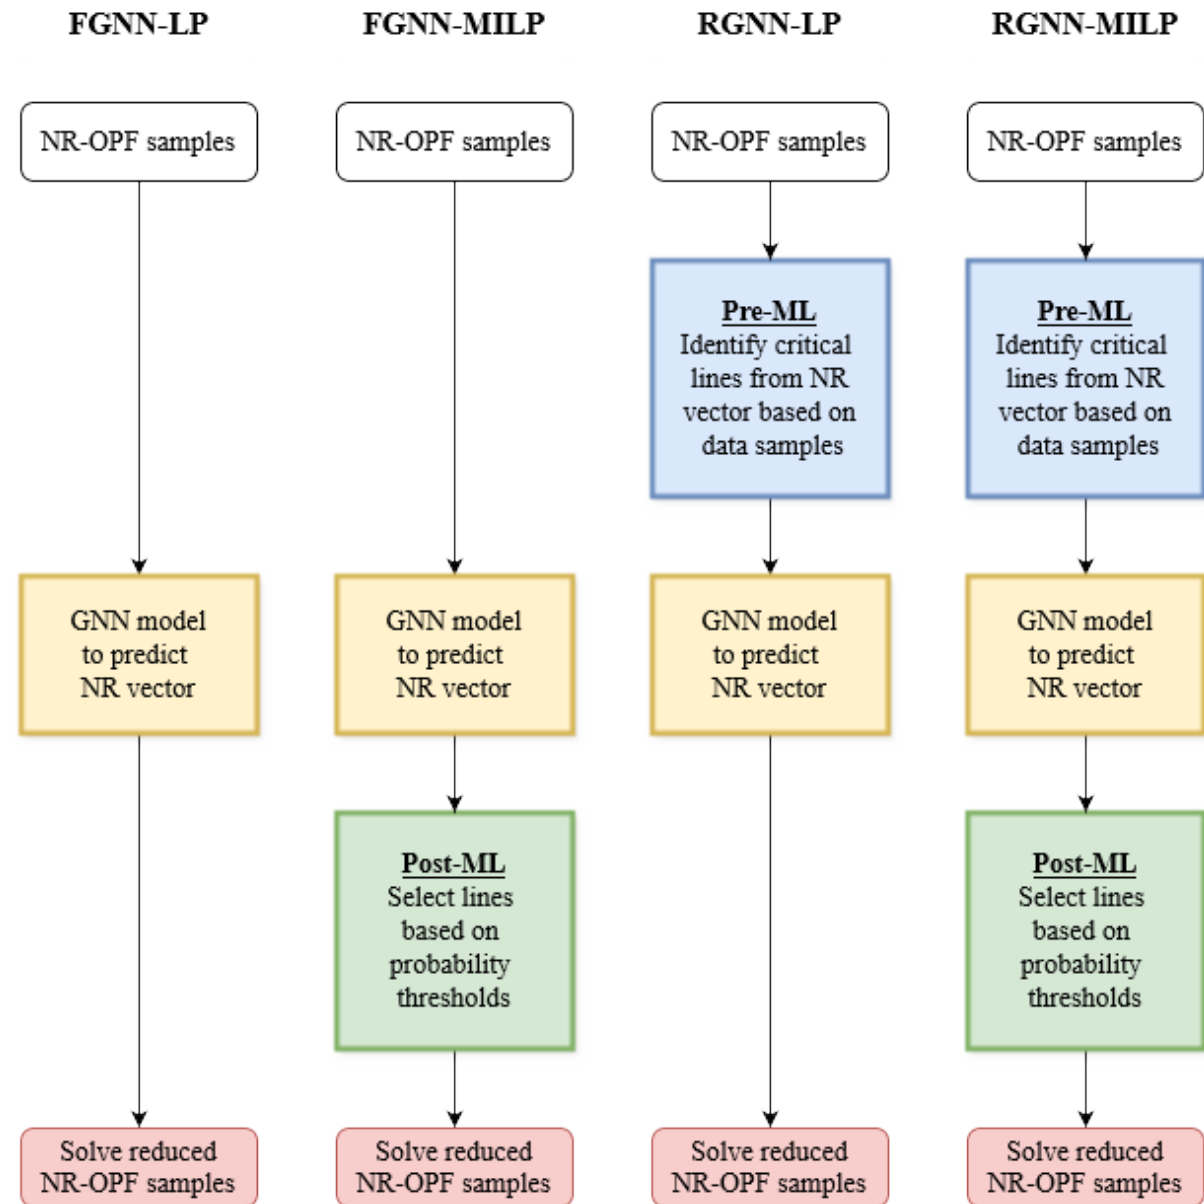 FGNN-LP
NR-OPF samples
GNN model
to predict
NR vector
Solve reduced
NR-OPF samples
FGNN-MILP
NR-OPF samples
GNN model
to predict
NR vector
Post-ML
Select lines
based on
probability
thresholds
Solve reduced
NR-OPF samples
RGNN-LP
NR-OPF samples
Pre-ML
Identify critical
lines from NR
vector based on
data samples
GNN model
to predict
NR vector
Solve reduced
NR-OPF samples
RGNN-MILP
NR-OPF samples
Pre-ML
Identify critical
lines from NR
vector based on
data samples
GNN model
to predict
NR vector
Post-ML
Select lines
based on
probability
thresholds
Solve reduced
NR-OPF samples